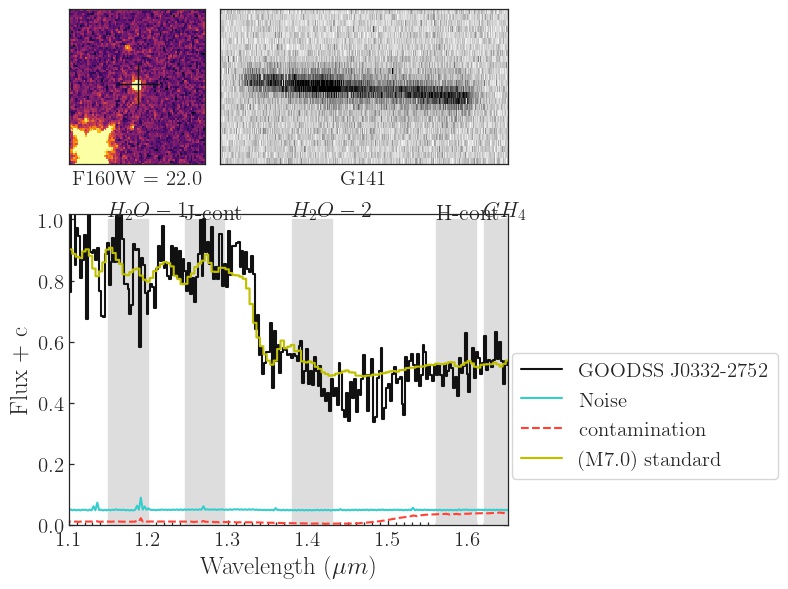 F160W = 22.0
G141
H2O − 1 J-cont H2O − 2 H-cont CH4
1.0
0.8
0.6
0.4
0.2
0.0
Flux + c
1.1 1.2 1.3 1.4 1.5 1.6
Wavelength (μm)
GOODSS J0332-2752
Noise
contamination
(M7.0) standard